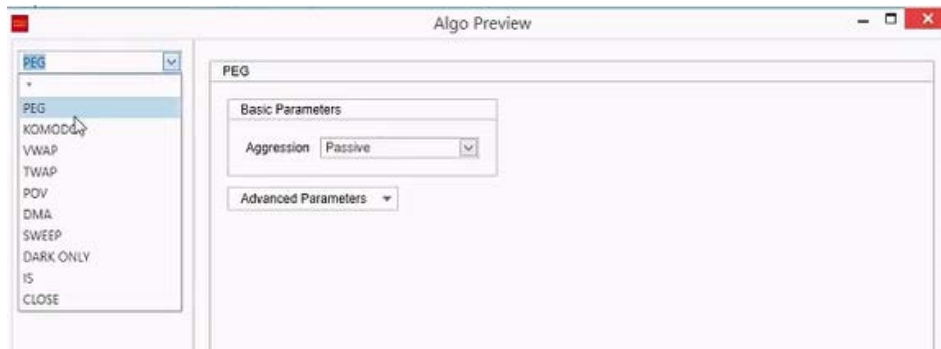 Algo Preview
PEG
*
PEG
KOMODO
VWAP
TWAP
POV
DMA
SWEEP
DARK ONLY
IS
CLOSE
PEG
Basic Parameters
Aggression Passive
Advanced Parameters